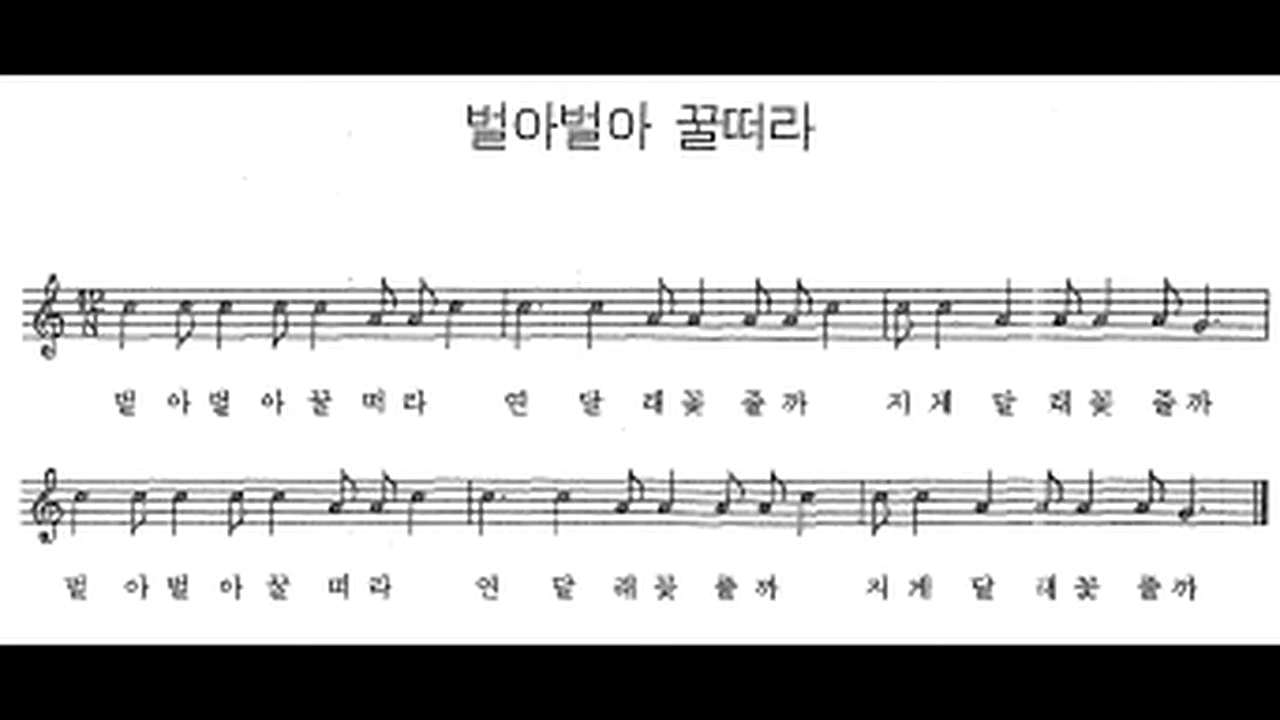 벌아벌아 꿀떠라
12
8
벌 아 벌 아 꿀 떠 라 연 달 래 꽃 줄 까 지 게 달 래 꽃 줄 까
벌 아 벌 아 꿀 떠 라 연 달 래 꽃 줄 까 지 게 달 래 꽃 줄 까